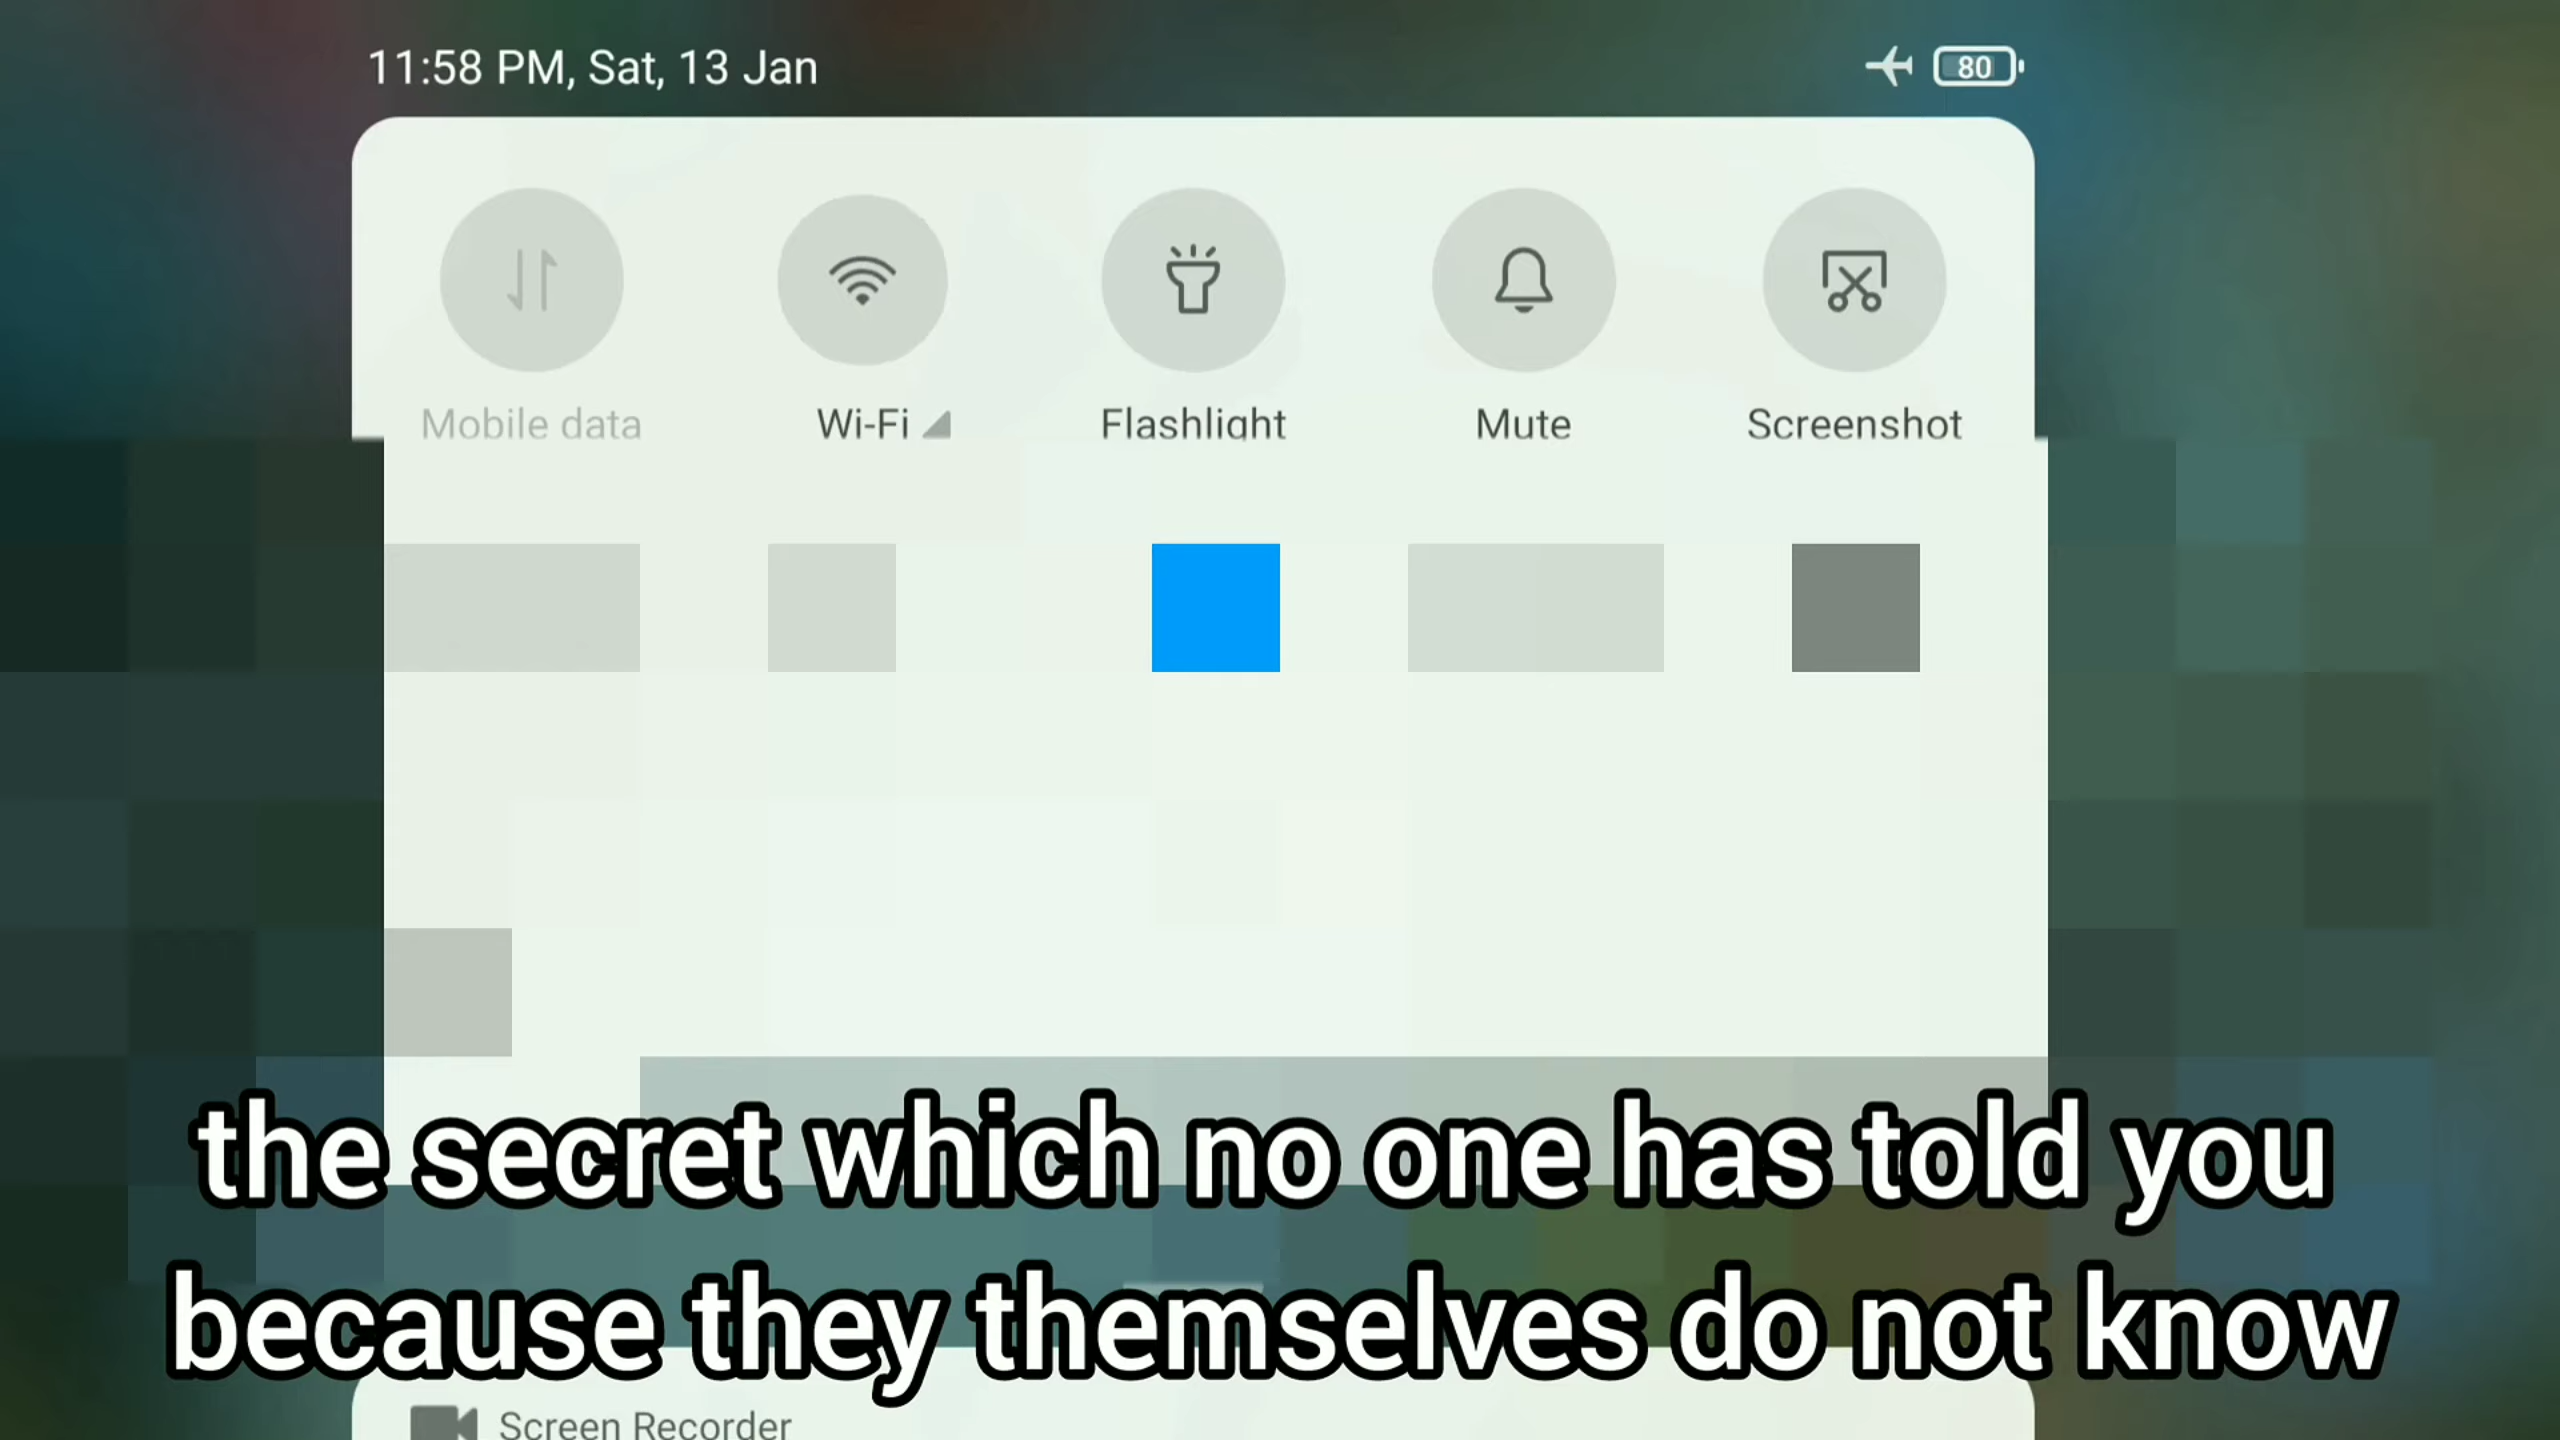 11:58 PM, Sat, 13 Jan 80
Mobile data Wi-Fi Flashlight Mute Screenshot
the secret which no one has told you
because they themselves do not know
Screen Recorder